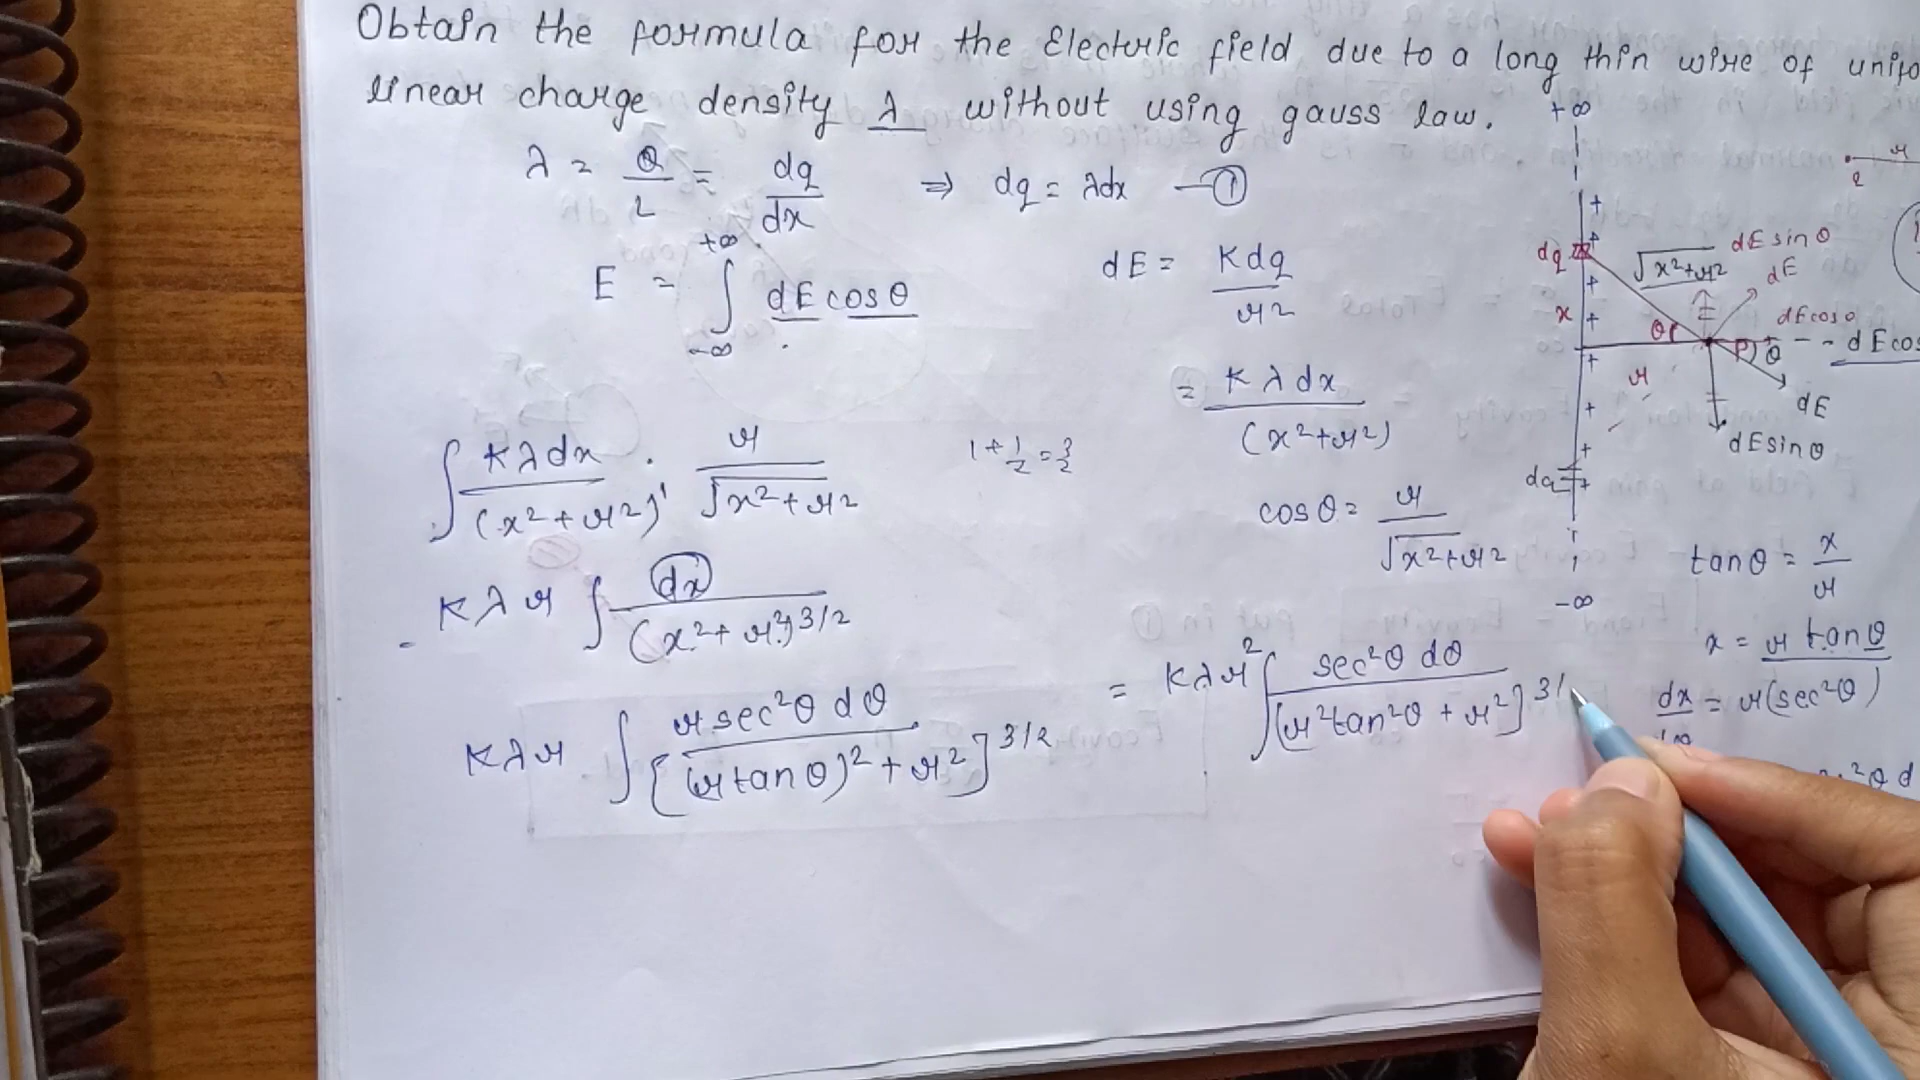 Obtain the formula for the Electric field due to a long thin wire of
linear charge density λ without using gauss law.
λ = Q/L = dq/dx ⇒ dq = λdx — ①
E = ∫_{-∞}^{+∞} dE cosθ
dE = Kdq/r²
= Kλdx/(x²+r²)
∫ Kλdx/(x²+r²)¹ · r/√x²+r²
1+1/2=3/2
cosθ = r/√x²+r²
Kλr ∫ dx/(x²+r²)^3/2
Kλr ∫ r sec²θ dθ/[(r tanθ)²+r²]^3/2
= Kλr² ∫ sec²θ dθ/[r²tan²θ + r²]^3/
+∞
dq
x
√x²+r²
dE sinθ
dE
dE cosθ
θ
P
θ
r
dE
dE sinθ
dq
-∞
r
tanθ = x/r
x = r tanθ
dx = r(sec²θ)